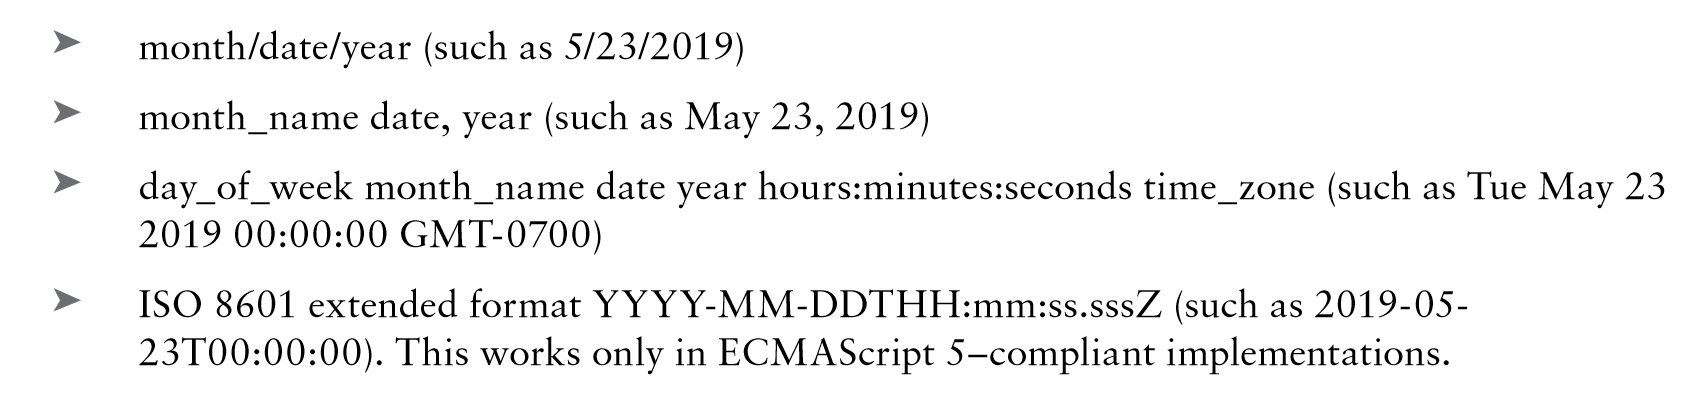 ➤ month/date/year (such as 5/23/2019)
➤ month_name date, year (such as May 23, 2019)
➤ day_of_week month_name date year hours:minutes:seconds time_zone (such as Tue May 23
2019 00:00:00 GMT-0700)
➤ ISO 8601 extended format YYYY-MM-DDTHH:mm:ss.sssZ (such as 2019-05-
23T00:00:00). This works only in ECMAScript 5–compliant implementations.